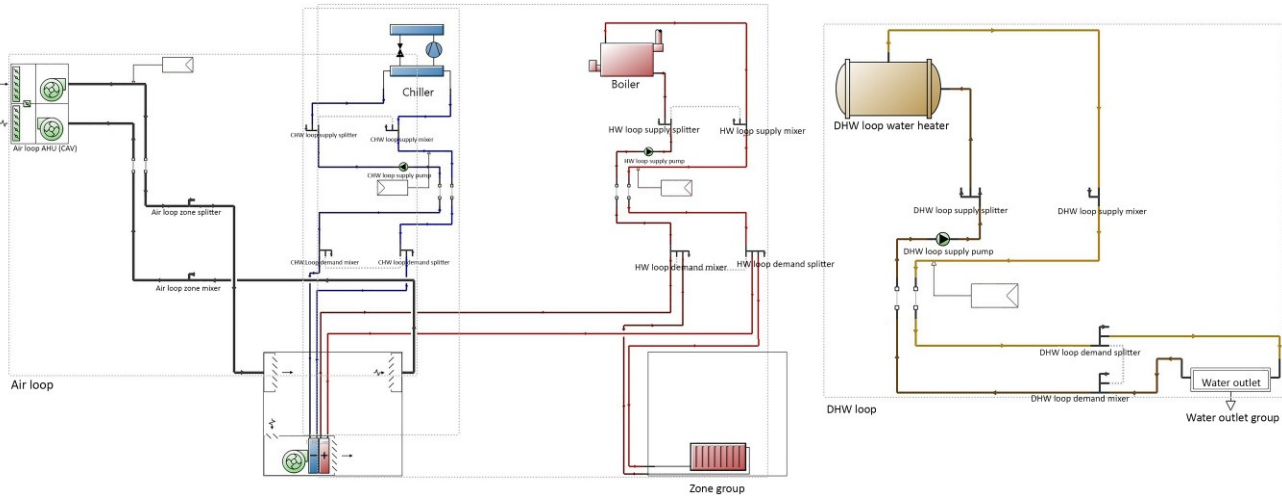 Chiller
Boiler
DHW loop water heater
CHW loop supply splitter
CHW loop supply mixer
HW loop supply splitter
HW loop supply mixer
Air loop AHU (CAV)
HW loop supply pump
CHW loop supply pump
Air loop zone splitter
DHW loop supply splitter
DHW loop supply mixer
DHW loop supply pump
CHW Loop demand mixer
CHW loop demand splitter
HW loop demand mixer
HW loop demand splitter
Air loop zone mixer
DHW loop demand splitter
Air loop
Water outlet
DHW loop demand mixer
DHW loop
Water outlet group
Zone group